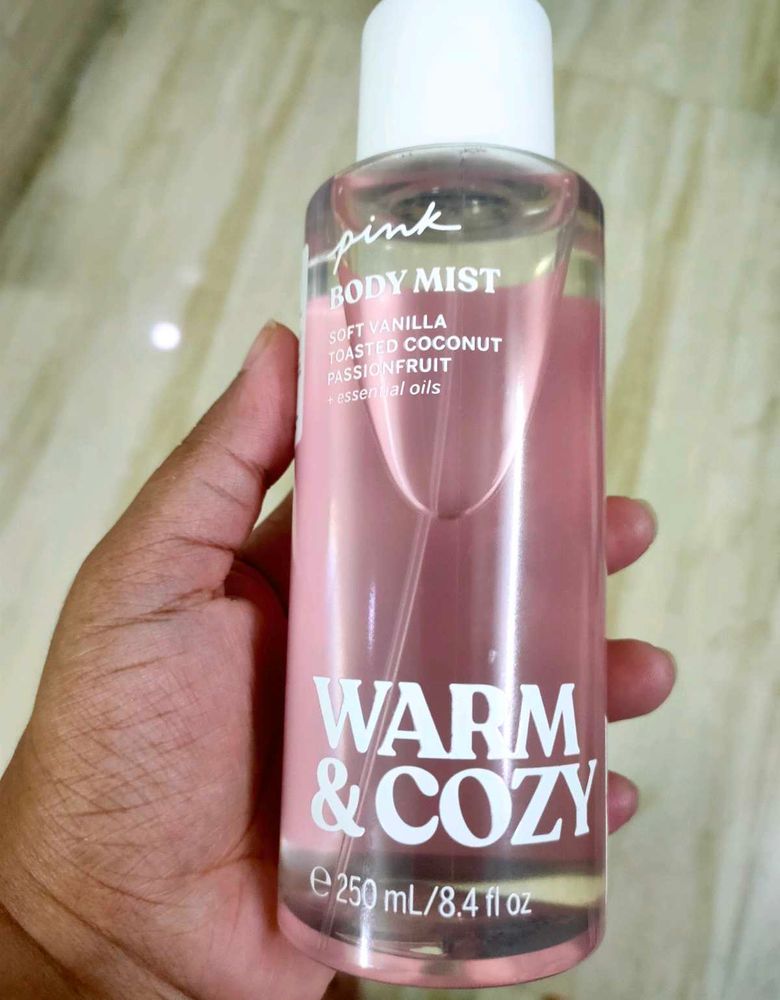 pink
BODY MIST
SOFT VANILLA
TOASTED COCONUT
PASSIONFRUIT
+ essential oils
WARM
& COZY
℮ 250 mL/8.4 fl oz